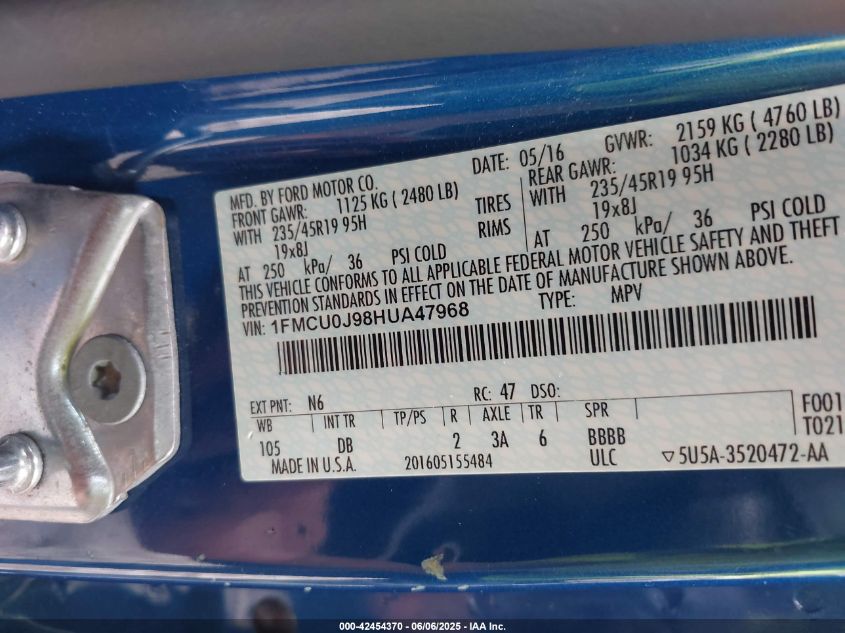 MFD. BY FORD MOTOR CO.
DATE: 05/16 GVWR: 2159 KG ( 4760 LB)
FRONT GAWR: 1125 KG ( 2480 LB) REAR GAWR: 1034 KG ( 2280 LB)
WITH 235/45R19 95H TIRES WITH 235/45R19 95H
19x8J RIMS 19x8J
AT 250 kPa/ 36 PSI COLD AT 250 kPa/ 36 PSI COLD
THIS VEHICLE CONFORMS TO ALL APPLICABLE FEDERAL MOTOR VEHICLE SAFETY AND THEFT
PREVENTION STANDARDS IN EFFECT ON THE DATE OF MANUFACTURE SHOWN ABOVE.
VIN: 1FMCU0J98HUA47968 TYPE: MPV
EXT PNT: N6 RC: 47 DSO:
WB INT TR TP/PS R AXLE TR SPR F001
105 DB 2 3A 6 BBBB T021
MADE IN U.S.A. 201605155484 ULC ▽5U5A-3520472-AA
000-42454370 - 06/06/2025 - IAA Inc.